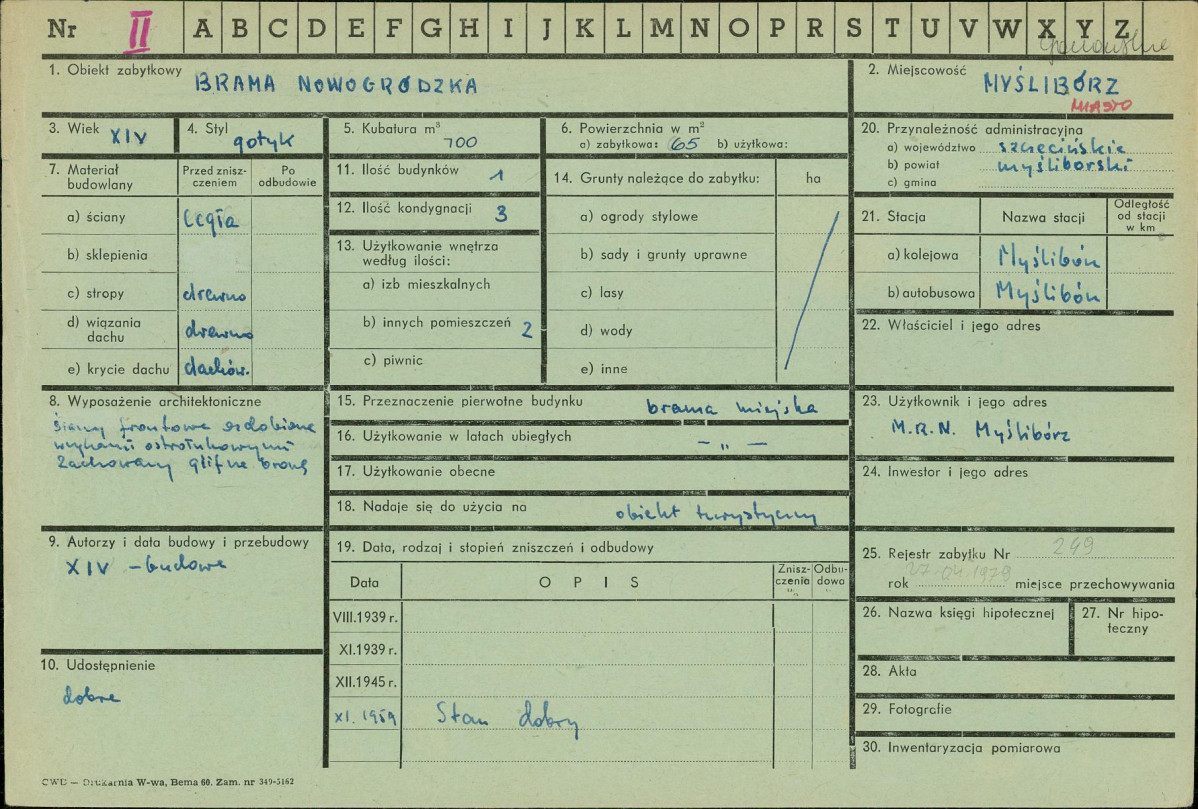 Nr II A B C D E F G H I J K L M N O P R S T U V W X Y Z
1. Obiekt zabytkowy BRAMA NOWOGRÓDZKA
2. Miejscowość MYŚLIBÓRZ
MIASTO
3. Wiek XIV
4. Styl gotyk
5. Kubatura m³ 700
6. Powierzchnia w m²
a) zabytkowa: 65 b) użytkowa:
20. Przynależność administracyjna
a) województwo szczecińskie
b) powiat myśliborski
c) gmina
7. Materiał budowlany
Przed zniszczeniem
Po odbudowie
a) ściany cegła
b) sklepienia
c) stropy drewno
d) wiązania dachu drewno
e) krycie dachu dachów.
11. Ilość budynków 1
12. Ilość kondygnacji 3
13. Użytkowanie wnętrza
według ilości:
a) izb mieszkalnych
b) innych pomieszczeń 2
c) piwnic
14. Grunty należące do zabytku: ha
a) ogrody stylowe
b) sady i grunty uprawne
c) lasy
d) wody
e) inne
21. Stacja
Nazwa stacji
Odległość
od stacji
w km
a) kolejowa Myślibórz
b) autobusowa Myślibórz
22. Właściciel i jego adres
8. Wyposażenie architektoniczne
ściany frontowe ozdobione
wnękami ostrołukowymi
Zachowany
15. Przeznaczenie pierwotne budynku brama miejska
16. Użytkowanie w latach ubiegłych – „ –
17. Użytkowanie obecne
18. Nadaje się do użycia na obiekt turystyczny
23. Użytkownik i jego adres
M.R.N. Myślibórz
24. Inwestor i jego adres
9. Autorzy i data budowy i przebudowy
XIV – budowa
10. Udostępnienie
dobre
19. Data, rodzaj i stopień zniszczeń i odbudowy
Data
OPIS
Znisz-
czenia
Odbu-
dowa
VIII.1939 r.
XI.1939 r.
XII.1945 r.
XI. 1959 Stan dobry
25. Rejestr zabytku Nr 249
rok 27.04.1979 miejsce przechowywania
26. Nazwa księgi hipotecznej
27. Nr hipo-
teczny
28. Akta
29. Fotografie
30. Inwentaryzacja pomiarowa
CWD — Drukarnia W-wa, Bema 60. Zam. nr 349-5162